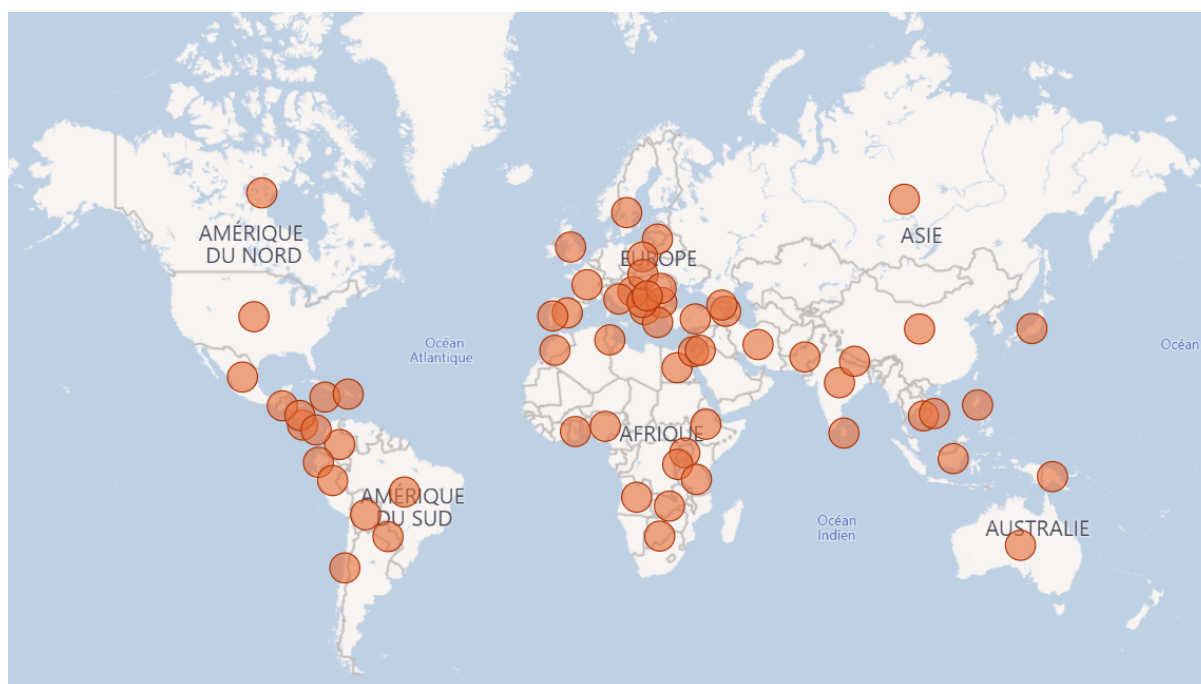 AMÉRIQUE
DU NORD
ASIE
EUROPE
Océan
Atlantique
Océan
AFRIQUE
AMÉRIQUE
DU SUD
Océan
Indien
AUSTRALIE